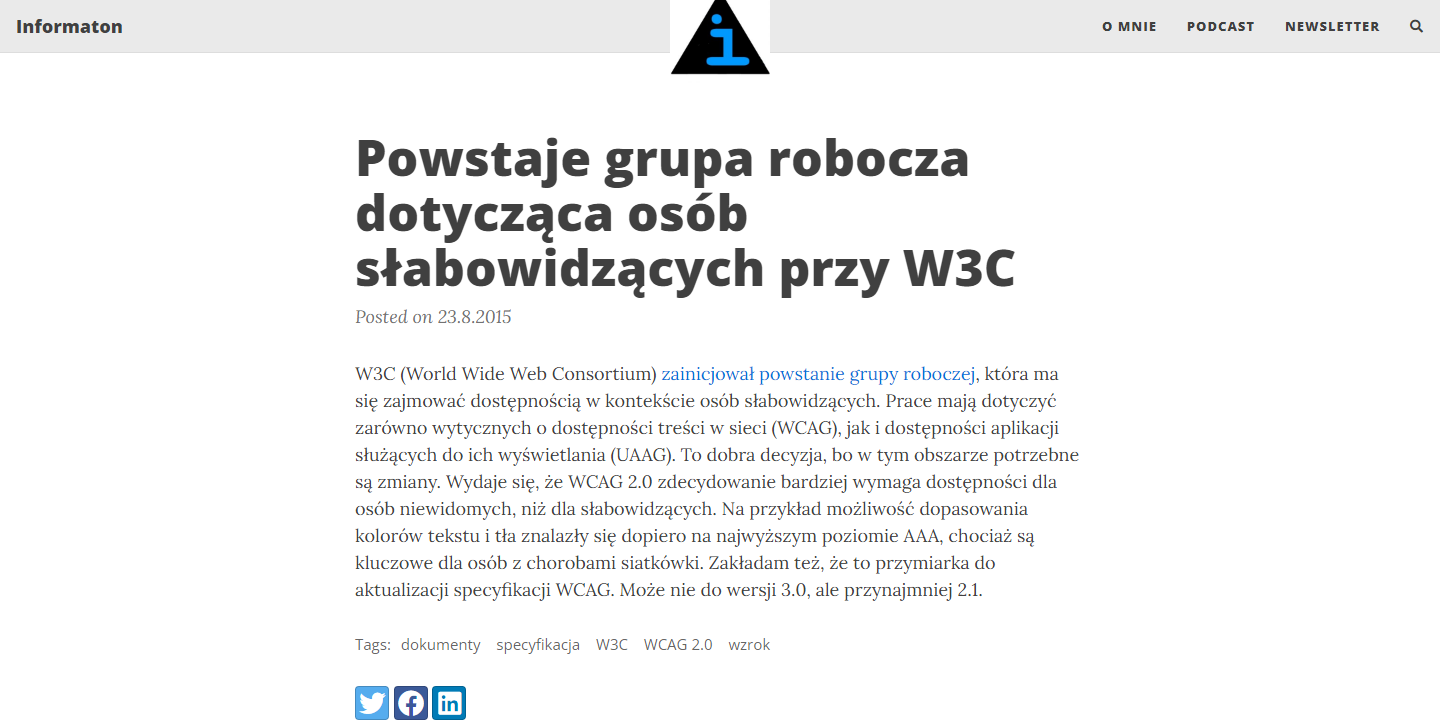 Informaton
i
O MNIE
PODCAST
NEWSLETTER
Powstaje grupa robocza
dotycząca osób
słabowidzących przy W3C
Posted on 23.8.2015
W3C (World Wide Web Consortium) zainicjował powstanie grupy roboczej, która ma
się zajmować dostępnością w kontekście osób słabowidzących. Prace mają dotyczyć
zarówno wytycznych o dostępności treści w sieci (WCAG), jak i dostępności aplikacji
służących do ich wyświetlania (UAAG). To dobra decyzja, bo w tym obszarze potrzebne
są zmiany. Wydaje się, że WCAG 2.0 zdecydowanie bardziej wymaga dostępności dla
osób niewidomych, niż dla słabowidzących. Na przykład możliwość dopasowania
kolorów tekstu i tła znalazły się dopiero na najwyższym poziomie AAA, chociaż są
kluczowe dla osób z chorobami siatkówki. Zakładam też, że to przymiarka do
aktualizacji specyfikacji WCAG. Może nie do wersji 3.0, ale przynajmniej 2.1.
Tags: dokumenty specyfikacja W3C WCAG 2.0 wzrok